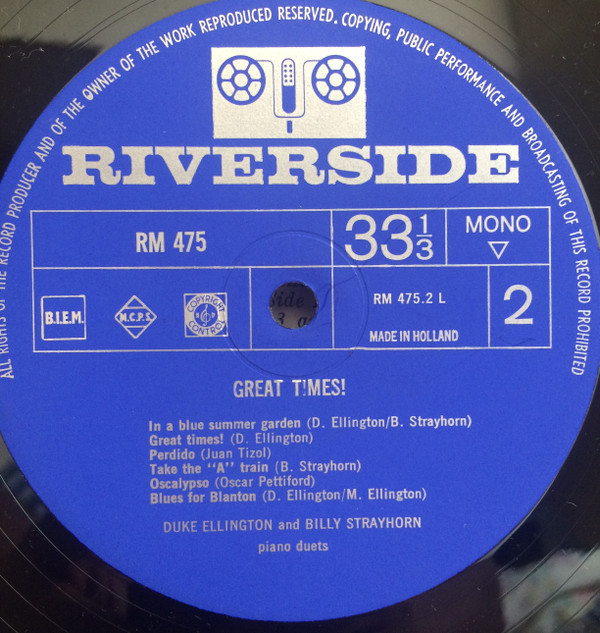 ALL RIGHTS OF THE RECORD PRODUCER AND OF THE OWNER OF THE WORK REPRODUCED RESERVED. COPYING, PUBLIC PERFORMANCE AND BROADCASTING OF THIS RECORD PROHIBITED
RIVERSIDE
RM 475
33 1/3
MONO
B.I.E.M.
M.C.P.S.
COPYRIGHT CONTROL
RM 475.2 L
MADE IN HOLLAND
2
GREAT T!MES!
In a blue summer garden (D. Ellington/B. Strayhorn)
Great times! (D. Ellington)
Perdido (Juan Tizol)
Take the "A" train (B. Strayhorn)
Oscalypso (Oscar Pettiford)
Blues for Blanton (D. Ellington/M. Ellington)
DUKE ELLINGTON and BILLY STRAYHORN
piano duets